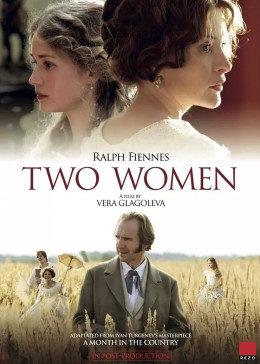 RALPH FIENNES
TWO WOMEN
A FILM BY
VERA GLAGOLEVA
ADAPTED FROM IVAN TURGENEV'S MASTERPIECE
A MONTH IN THE COUNTRY
IN POST-PRODUCTION
REZO